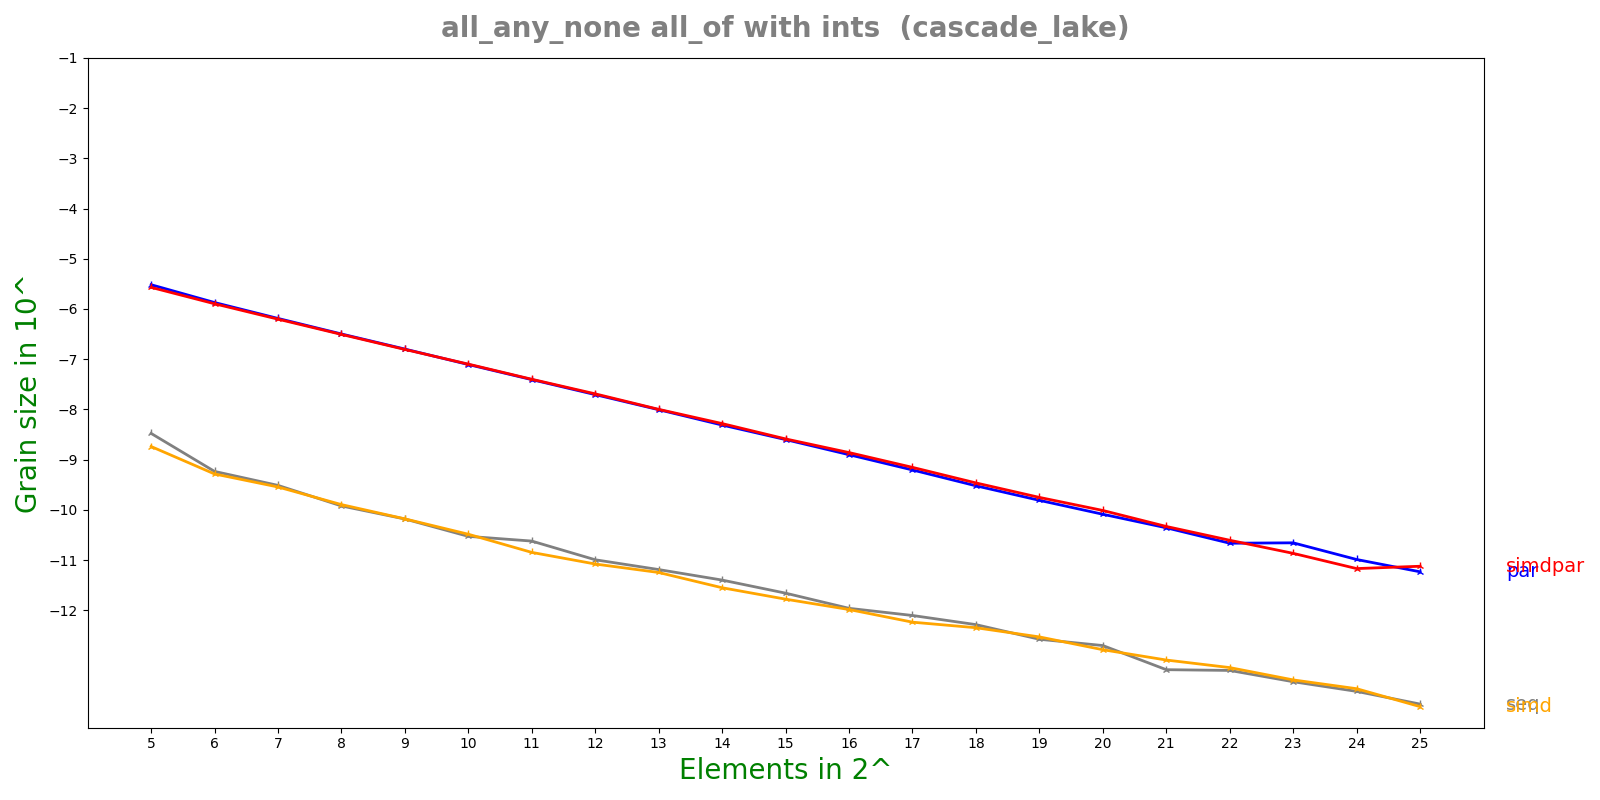 all_any_none all_of with ints  (cascade_lake)
Grain size in 10^
−1
−2
−3
−4
−5
−6
−7
−8
−9
−10
−11
−12
simdpar
par
seq
simd
5 6 7 8 9 10 11 12 13 14 15 16 17 18 19 20 21 22 23 24 25
Elements in 2^